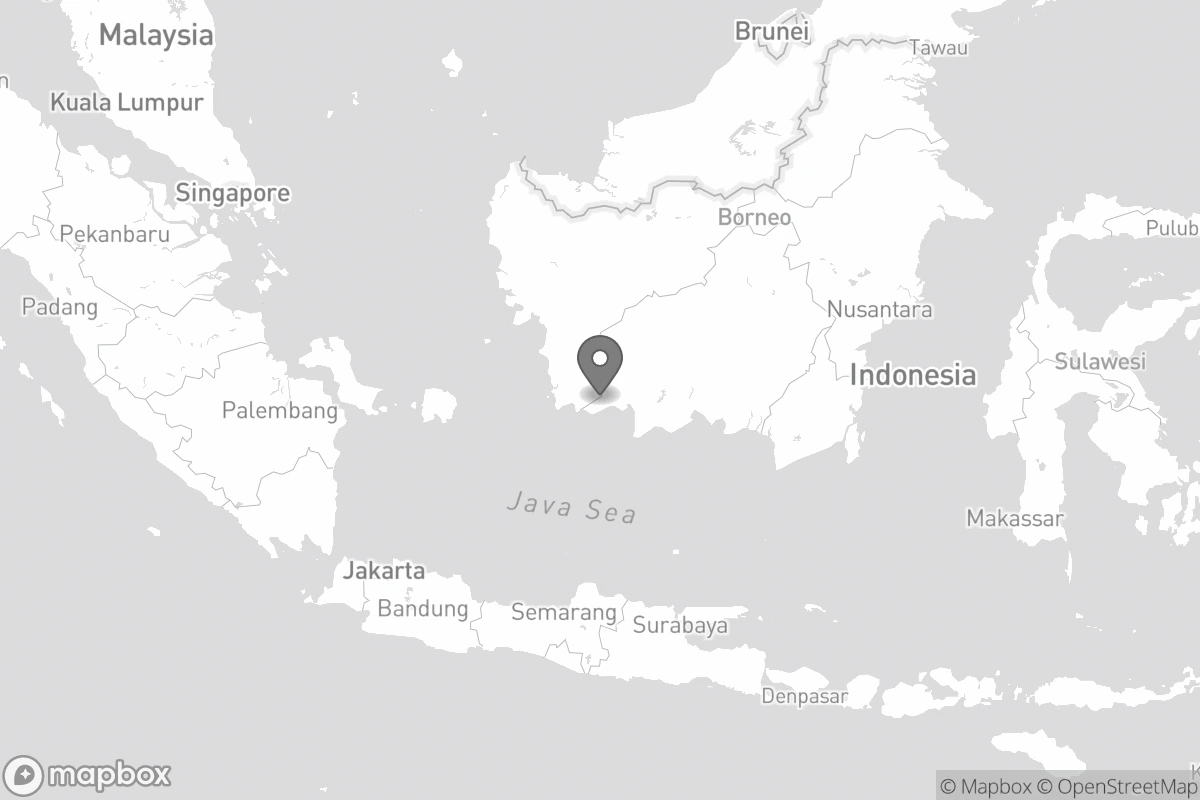 Malaysia
Brunei
Tawau
Kuala Lumpur
Singapore
Borneo
Pekanbaru
Pulub
Padang
Nusantara
Sulawesi
Indonesia
Palembang
Java Sea
Makassar
Jakarta
Bandung
Semarang
Surabaya
Denpasar
mapbox
© Mapbox © OpenStreetMap